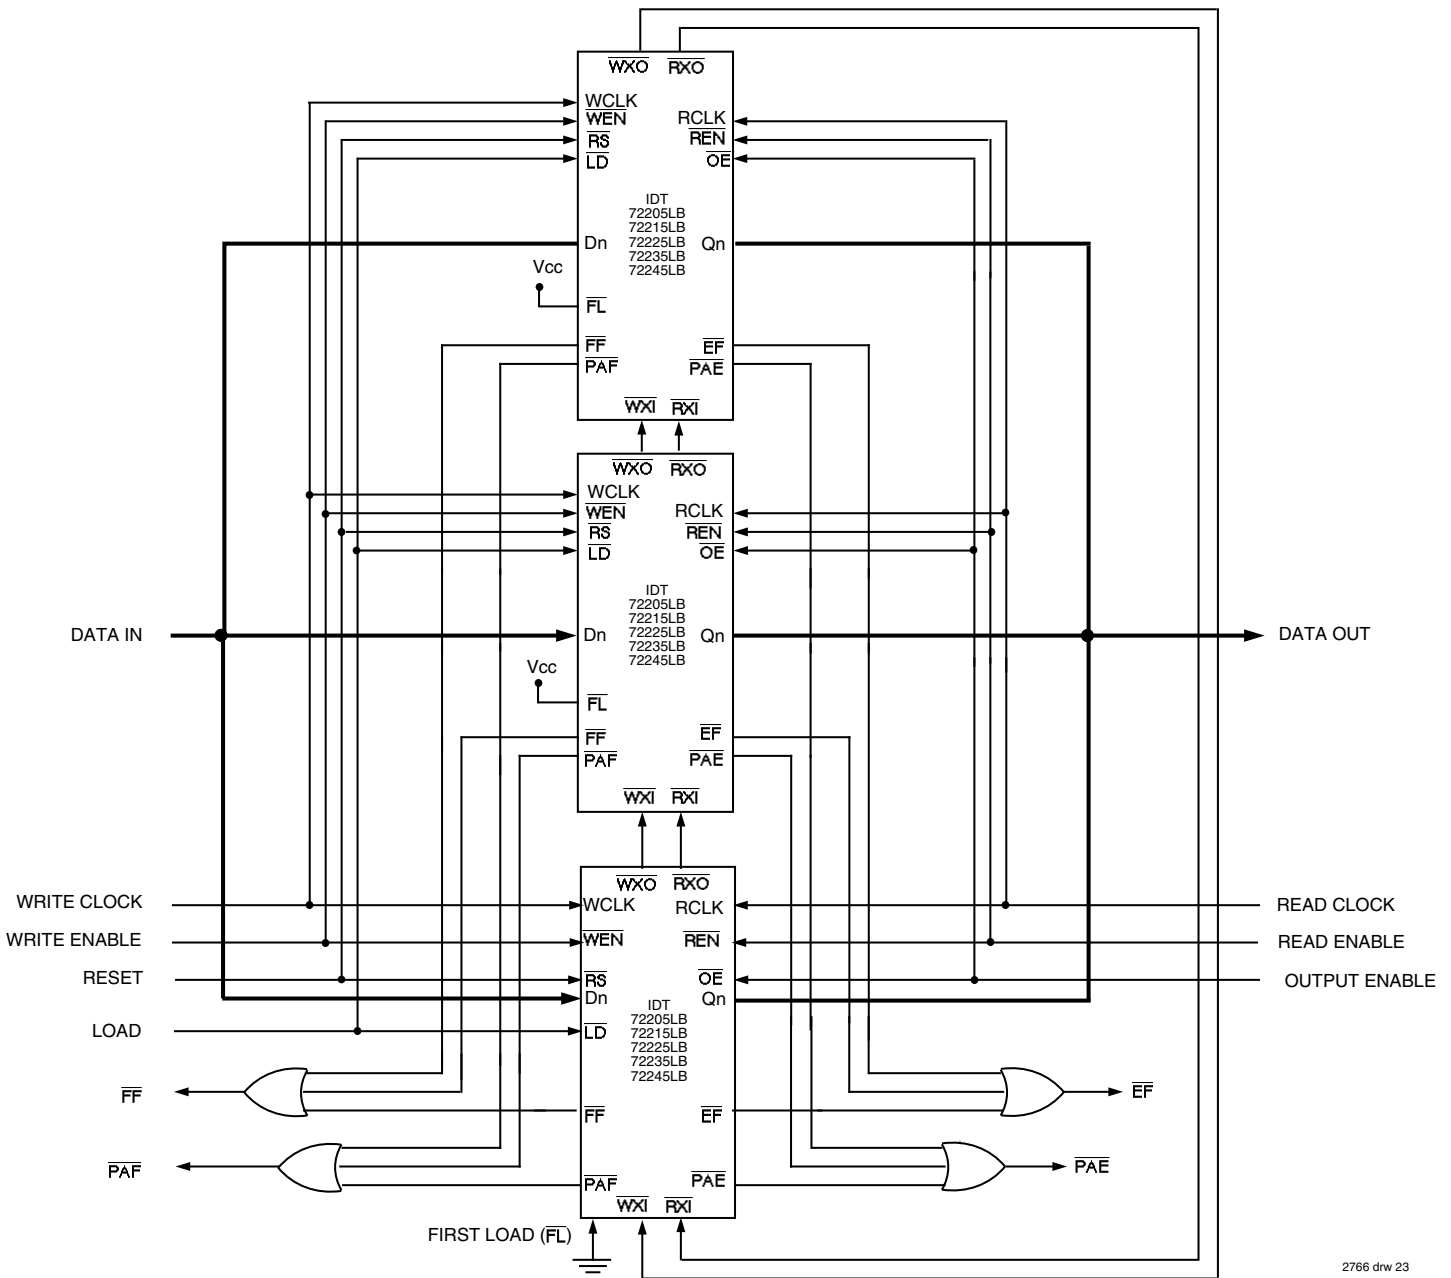 WXO RXO
WCLK
WEN RCLK
RS REN
LD OE
IDT
72205LB
72215LB
Dn 72225LB Qn
72235LB
72245LB
Vcc
FL
FF EF
PAF PAE
WXI RXI
WXO RXO
WCLK
WEN RCLK
RS REN
LD OE
IDT
72205LB
72215LB
DATA IN Dn 72225LB Qn DATA OUT
72235LB
72245LB
Vcc
FL
FF EF
PAF PAE
WXI RXI
WXO RXO
WRITE CLOCK WCLK RCLK READ CLOCK
WRITE ENABLE WEN REN READ ENABLE
RESET RS OE OUTPUT ENABLE
Dn Qn
IDT
72205LB
LOAD LD 72215LB
72225LB
72235LB
72245LB
FF FF EF EF
PAF PAF PAE PAE
WXI RXI
FIRST LOAD (FL)
2766 drw 23